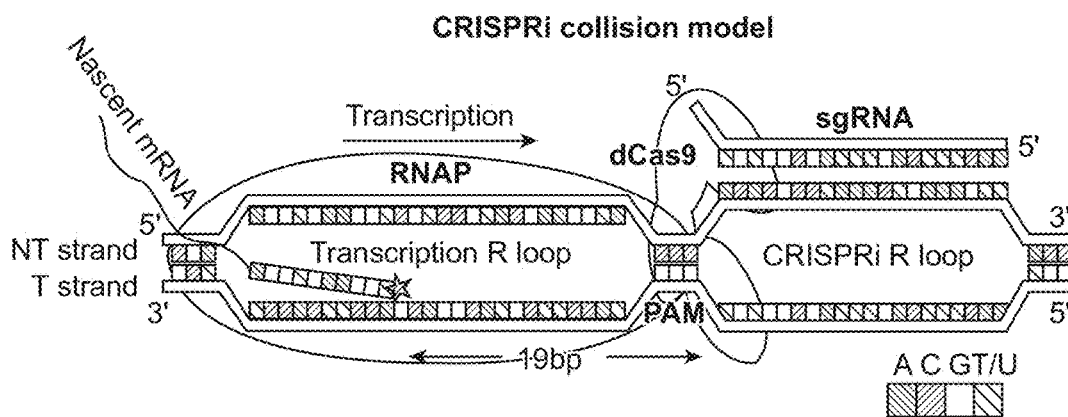 CRISPRi collision model
Nascent mRNA
Transcription
RNAP
5'
dCas9
sgRNA
5'
5'
3'
NT strand
Transcription R loop
CRISPRi R loop
T strand
3'
PAM
5'
19bp
A C GT/U